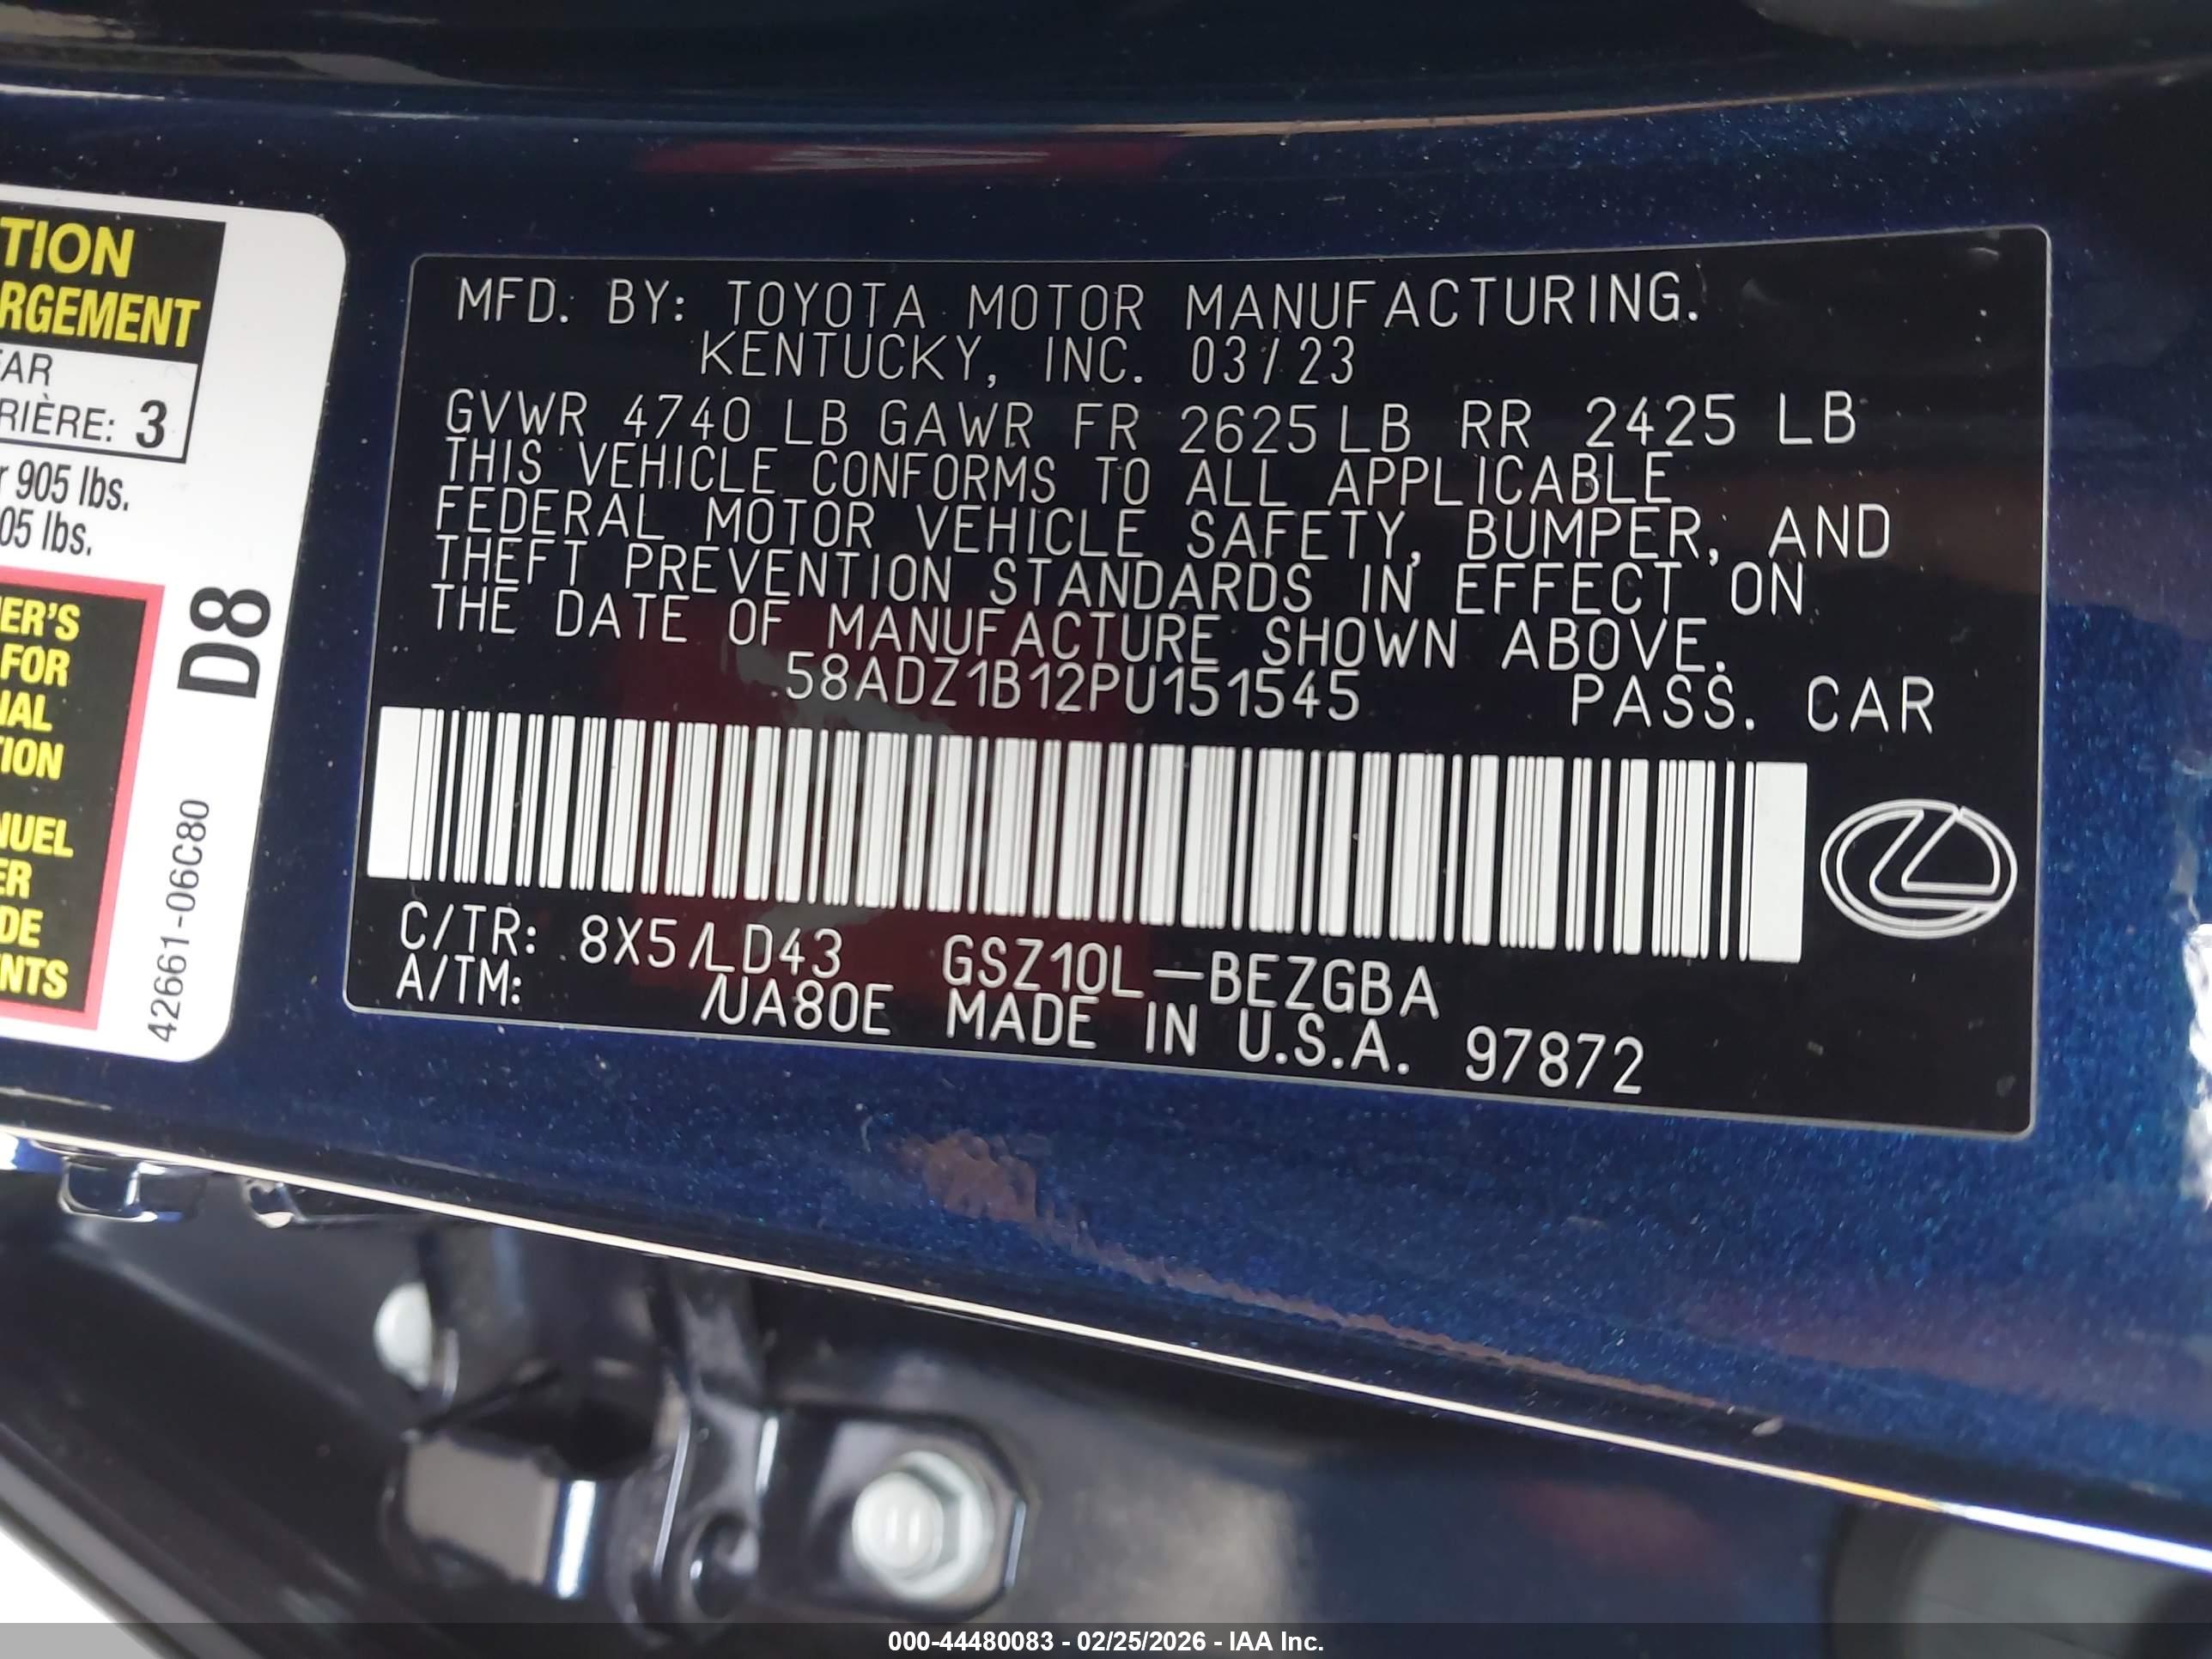 TION
RGEMENT
AR
RIÈRE: 3
905 lbs.
05 lbs.
ER'S
FOR
IAL
TION
NUEL
ER
DE
NTS
D8
42661-06C80
MFD. BY: TOYOTA MOTOR MANUFACTURING.
KENTUCKY, INC. 03/23
GVWR 4740 LB GAWR FR 2625 LB RR 2425 LB
THIS VEHICLE CONFORMS TO ALL APPLICABLE
FEDERAL MOTOR VEHICLE SAFETY, BUMPER, AND
THEFT PREVENTION STANDARDS IN EFFECT ON
THE DATE OF MANUFACTURE SHOWN ABOVE.
58ADZ1B12PU151545 PASS. CAR
C/TR: 8X5/LD43 GSZ10L-BEZGBA
A/TM: /UA80E MADE IN U.S.A. 97872
000-44480083 - 02/25/2026 - IAA Inc.